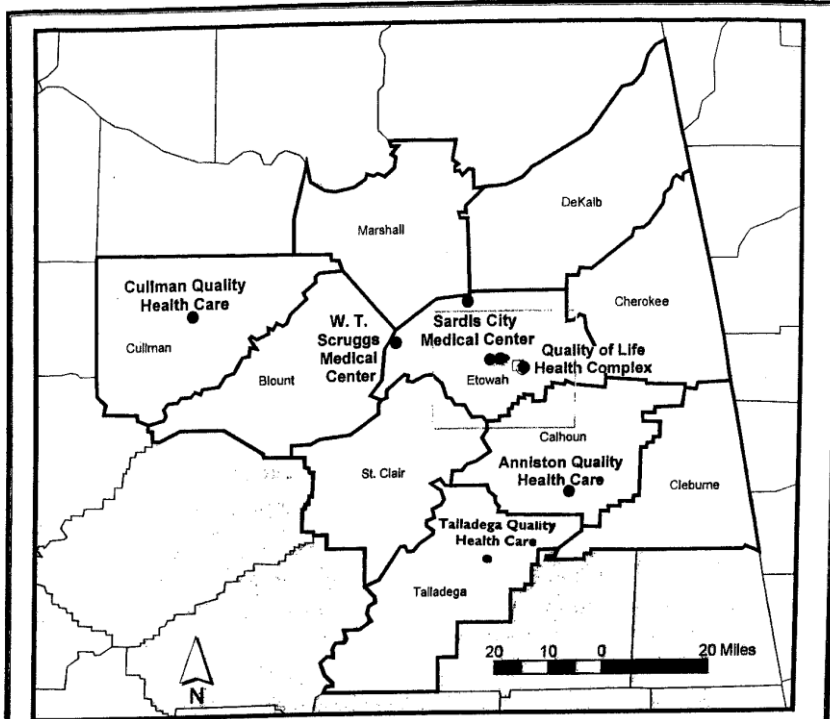 DeKalb
Marshall
Cullman Quality
Health Care
Cherokee
W. T.
Scruggs
Medical
Center
Sardis City
Medical Center
Cullman
Quality of Life
Health Complex
Blount
Etowah
Calhoun
St. Clair
Anniston Quality
Health Care
Cleburne
Talladega Quality
Health Care
Talladega
20 10 0 20 Miles
N